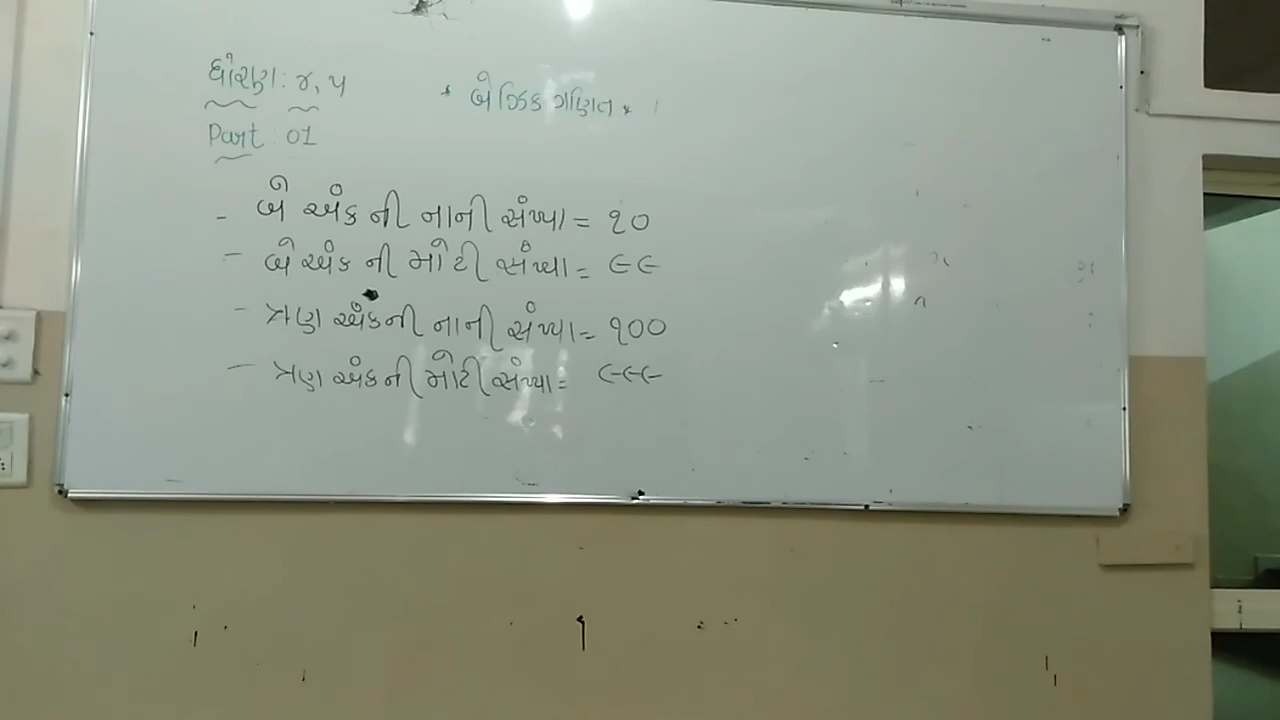 ધોરણ: ૪, ૫
* બેઝિક ગણિત *
Part: 01
- બે અંક ની નાની સંખ્યા = ૧૦
- બે અંક ની મોટી સંખ્યા = ૯૯
- ત્રણ અંકની નાની સંખ્યા = ૧૦૦
- ત્રણ અંકની મોટી સંખ્યા = ૯૯૯